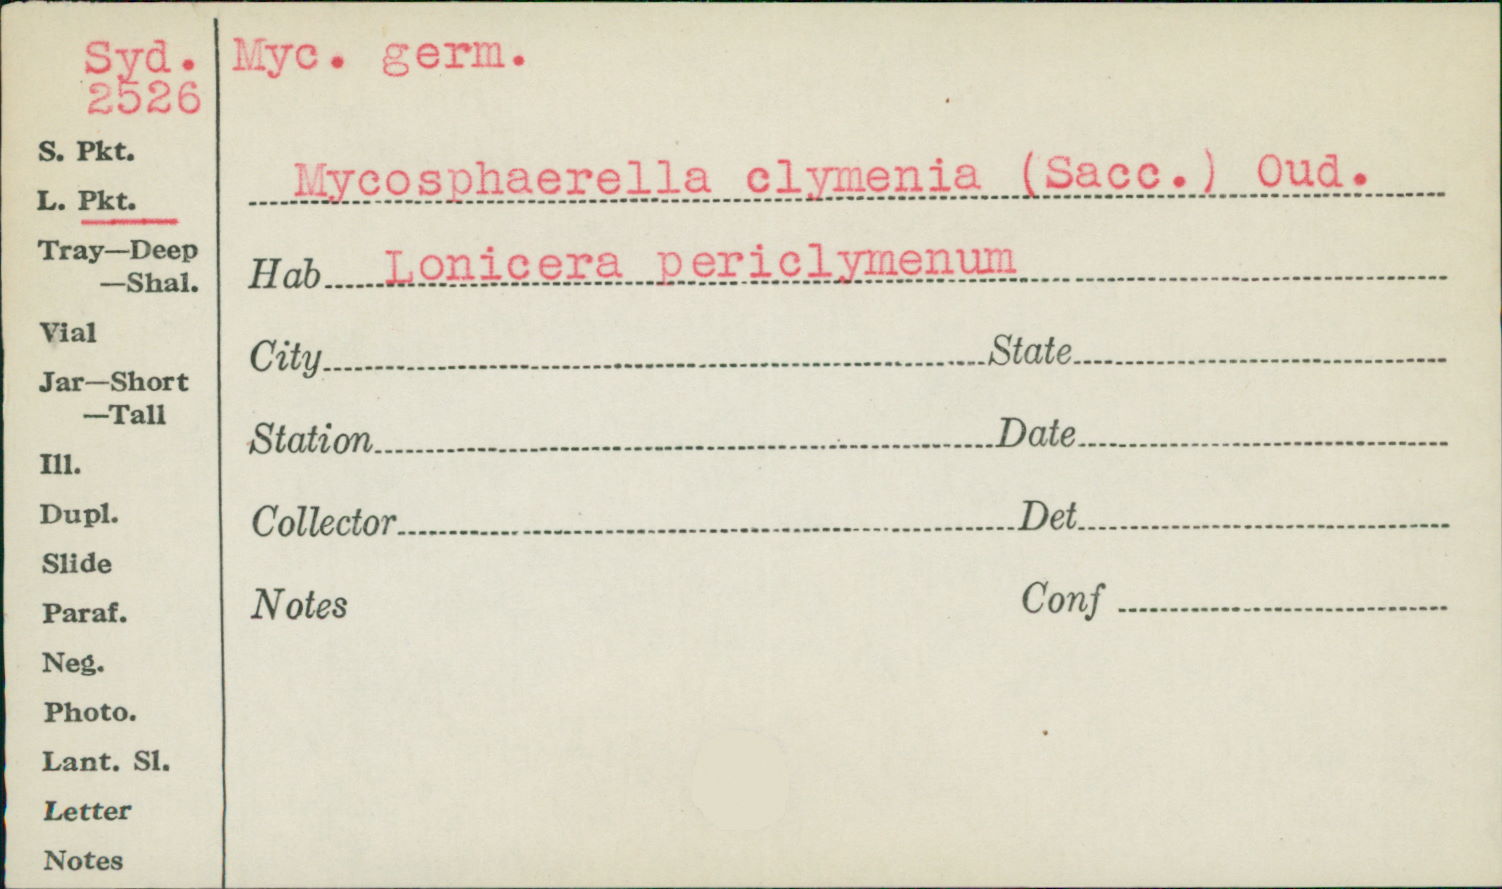 Syd.
2526
S. Pkt.
L. Pkt.
Tray—Deep
—Shal.
Vial
Jar—Short
—Tall
Ill.
Dupl.
Slide
Paraf.
Neg.
Photo.
Lant. Sl.
Letter
Notes
Myc. germ.
Mycosphaerella clymenia (Sacc.) Oud.
Hab Lonicera periclymenum
City State
Station Date
Collector Det
Notes Conf